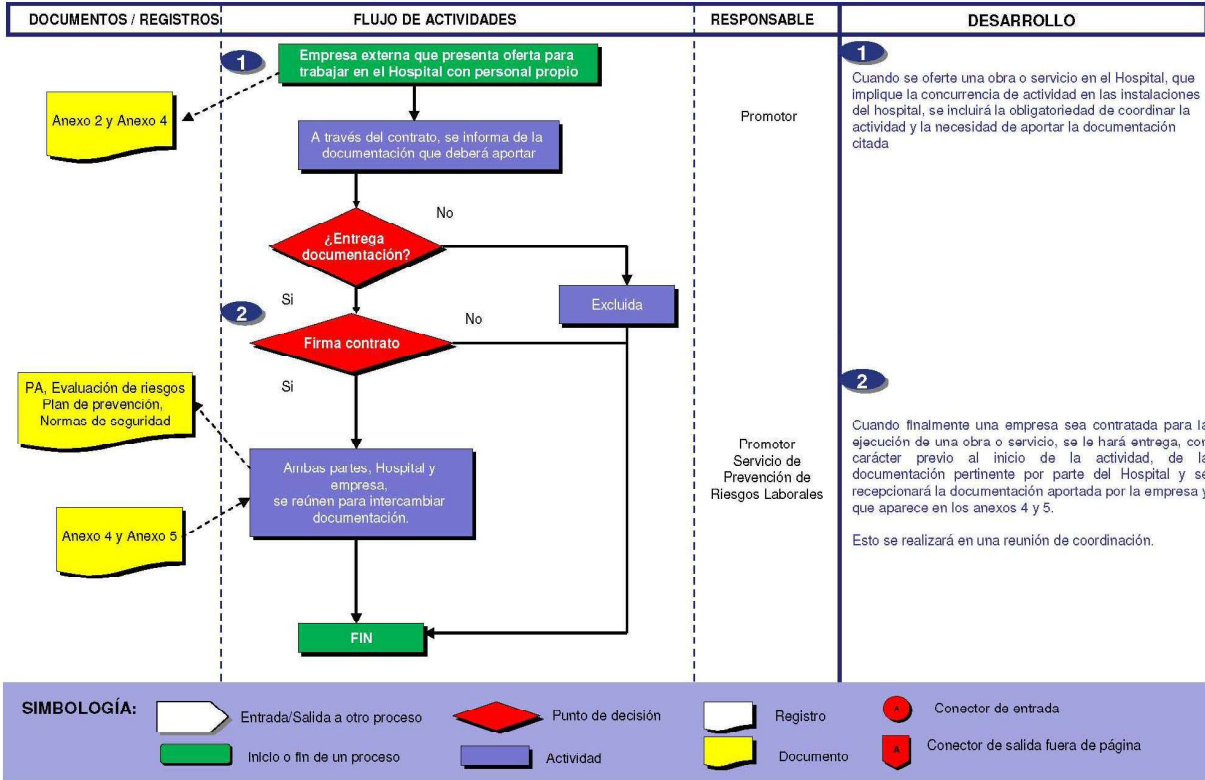 DOCUMENTOS / REGISTROS
FLUJO DE ACTIVIDADES
RESPONSABLE
DESARROLLO
1
Empresa externa que presenta oferta para
trabajar en el Hospital con personal propio
Anexo 2 y Anexo 4
A través del contrato, se informa de la
documentación que deberá aportar
Promotor
1
Cuando se oferte una obra o servicio en el Hospital, que
implique la concurrencia de actividad en las instalaciones
del hospital, se incluirá la obligatoriedad de coordinar la
actividad y la necesidad de aportar la documentación
citada
¿Entrega
documentación?
No
Si
Excluida
2
Firma contrato
No
Si
PA, Evaluación de riesgos
Plan de prevención,
Normas de seguridad
Ambas partes, Hospital y
empresa,
se reúnen para intercambiar
documentación.
Anexo 4 y Anexo 5
Promotor
Servicio de
Prevención de
Riesgos Laborales
2
Cuando finalmente una empresa sea contratada para la
ejecución de una obra o servicio, se le hará entrega, con
carácter previo al inicio de la actividad, de la
documentación pertinente por parte del Hospital y se
recepcionará la documentación aportada por la empresa y
que aparece en los anexos 4 y 5.
Esto se realizará en una reunión de coordinación.
FIN
SIMBOLOGÍA:
Entrada/Salida a otro proceso
Punto de decisión
Registro
A
Conector de entrada
Inicio o fin de un proceso
Actividad
Documento
A
Conector de salida fuera de página